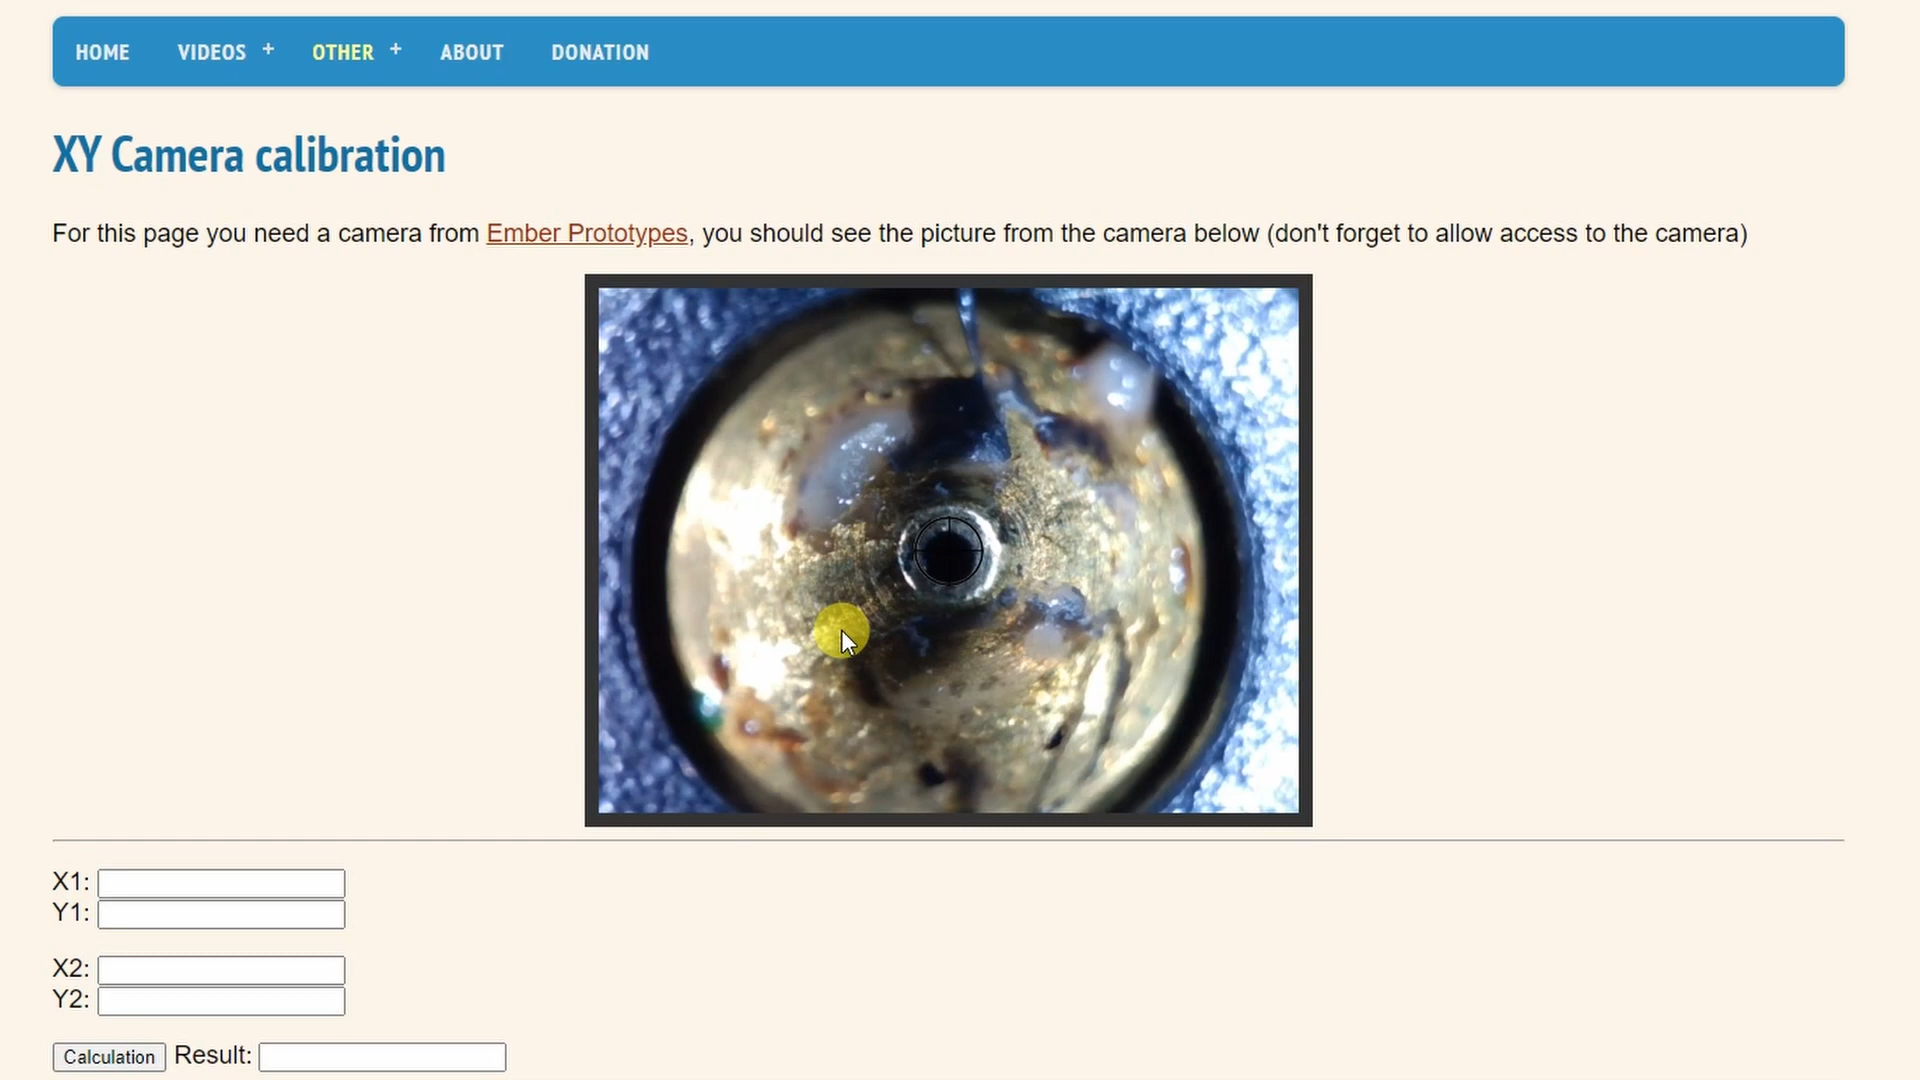 HOME VIDEOS + OTHER + ABOUT DONATION
XY Camera calibration
For this page you need a camera from Ember Prototypes, you should see the picture from the camera below (don't forget to allow access to the camera)
X1:
Y1:
X2:
Y2:
Calculation Result: